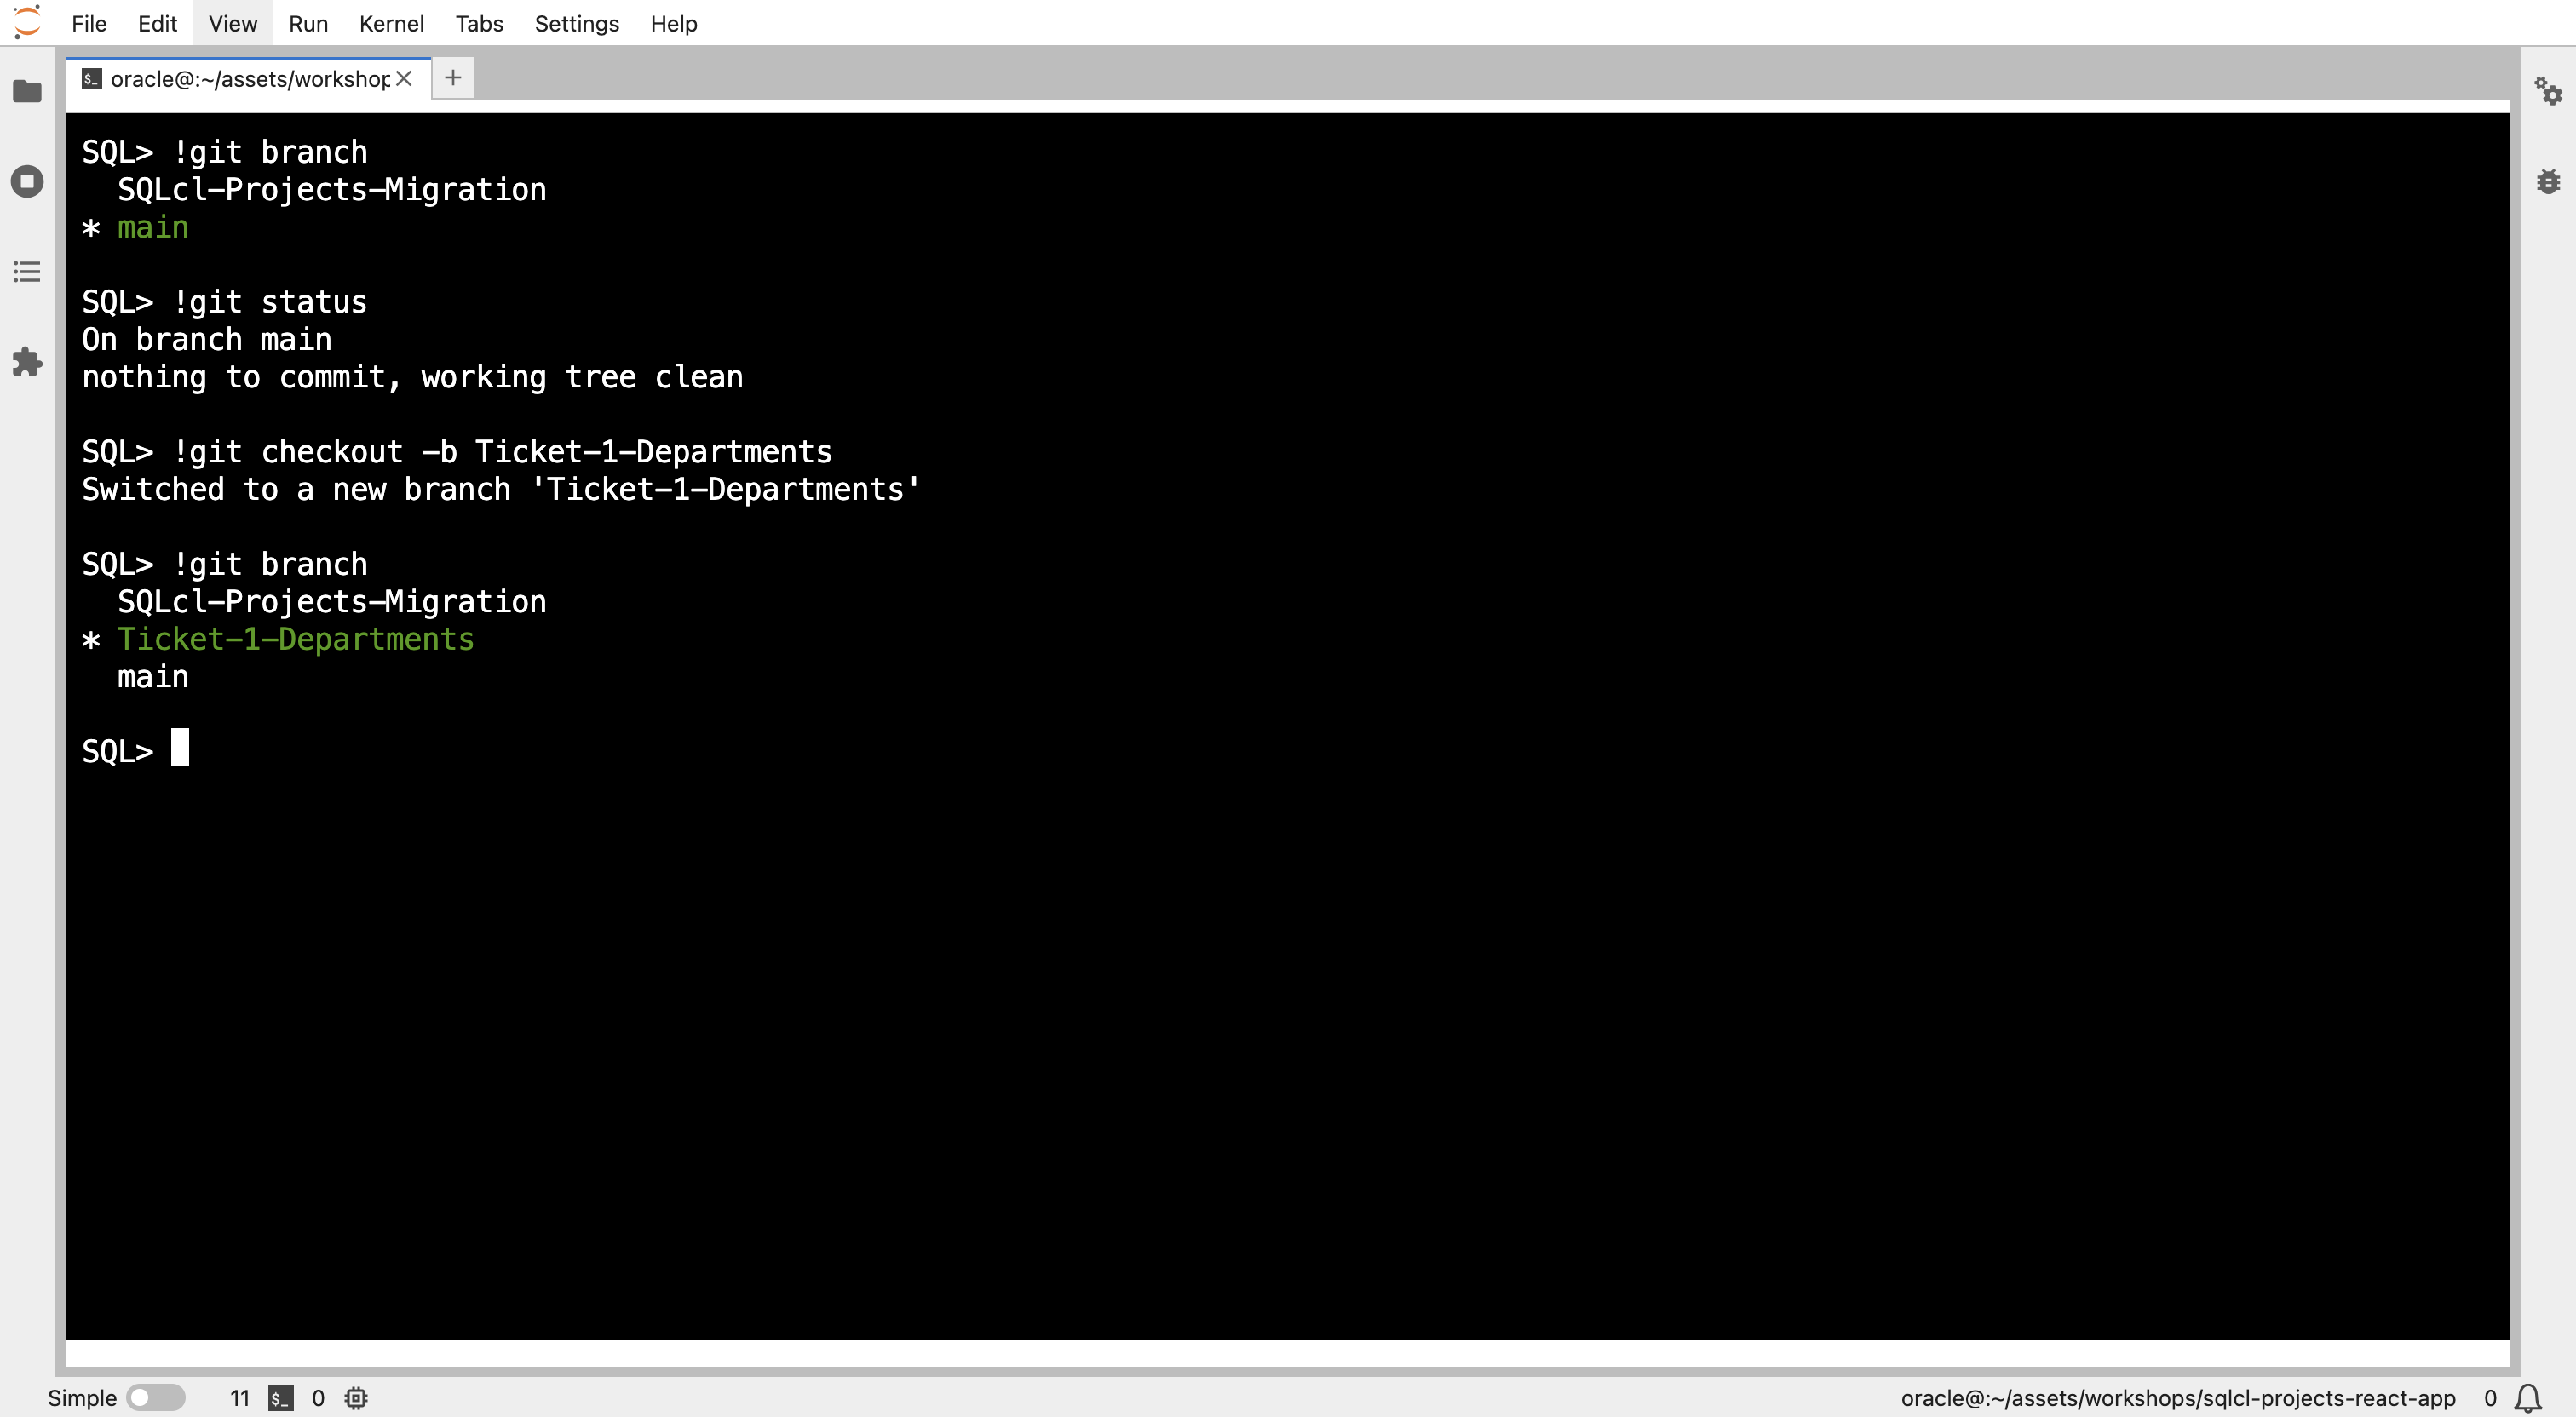 File Edit View Run Kernel Tabs Settings Help
oracle@:~/assets/workshop
SQL> !git branch
  SQLcl-Projects-Migration
* main
SQL> !git status
On branch main
nothing to commit, working tree clean
SQL> !git checkout -b Ticket-1-Departments
Switched to a new branch 'Ticket-1-Departments'
SQL> !git branch
  SQLcl-Projects-Migration
* Ticket-1-Departments
  main
SQL>
Simple 11 $_ 0 oracle@:~/assets/workshops/sqlcl-projects-react-app 0